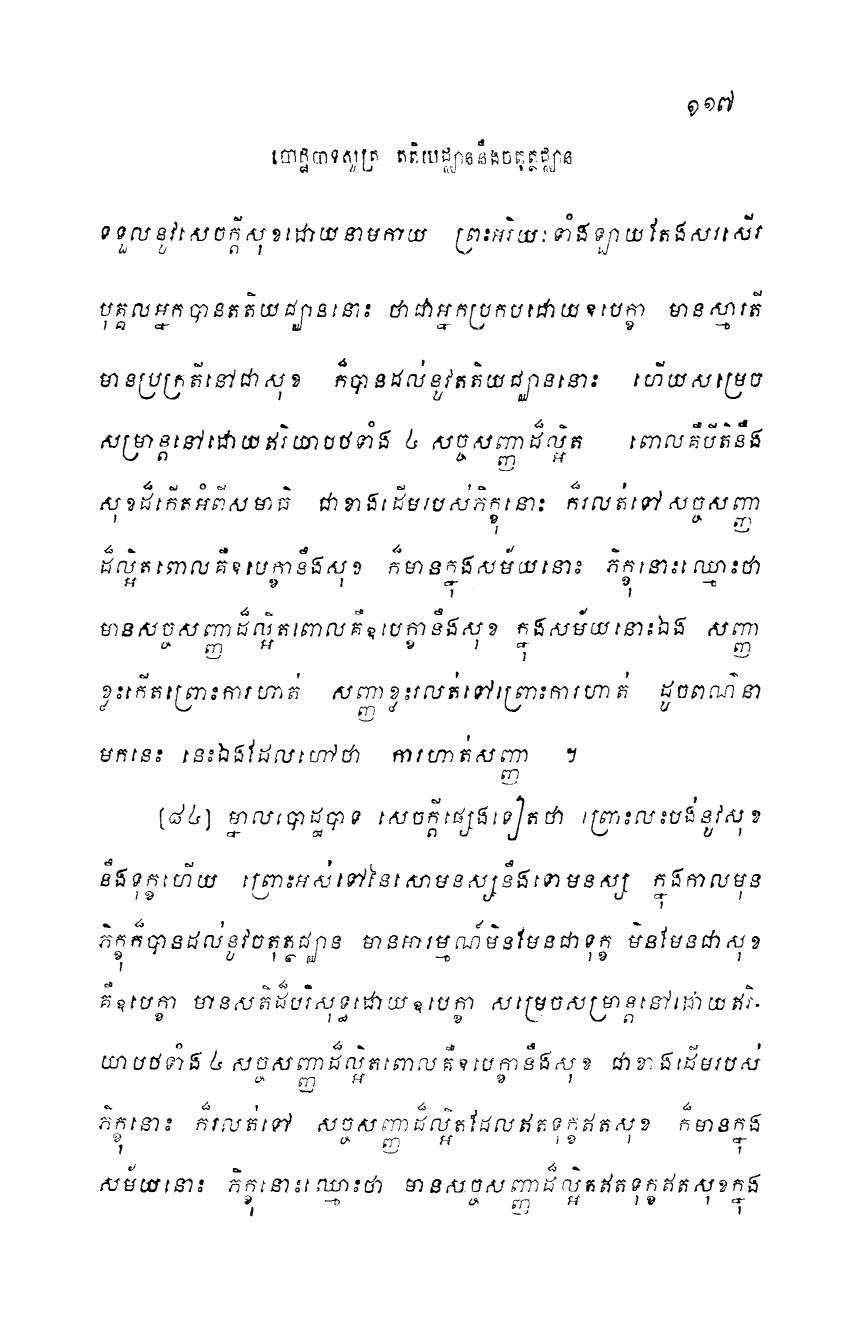 ១១៧
បោដ្ឋបាទសូត្រ តតិយជ្ឈាននឹងចតុត្ថជ្ឈាន
ទទួលនូវសេចក្តីសុខដោយនាមកាយ ព្រះអរិយៈទាំងឡាយតែងសរសើរ
បុគ្គលអ្នកបានតតិយជ្ឈាននោះ ថាជាអ្នកប្រកបដោយឧបេក្ខា មានស្មារតី
មានប្រក្រតីនៅជាសុខ ក៏បានដល់នូវតតិយជ្ឈាននោះ ហើយសម្រេច
សម្រាន្តនៅដោយឥរិយាបថទាំង ៤ សច្ចសញ្ញាដ៏ល្អិត ពោលគឺបីតិនឹង
សុខដ៏កើតអំពីសមាធិ ជាខាងដើមរបស់ភិក្ខុនោះ ក៏រលត់ទៅ សច្ចសញ្ញា
ដ៏ល្អិតពោលគឺឧបេក្ខានឹងសុខ ក៏មានក្នុងសម័យនោះ ភិក្ខុនោះឈ្មោះថា
មានសច្ចសញ្ញាដ៏ល្អិតពោលគឺឧបេក្ខានឹងសុខ ក្នុងសម័យនោះឯង សញ្ញា
ខ្លះកើតព្រោះការហាត់ សញ្ញាខ្លះរលត់ទៅព្រោះការហាត់ ដូចពណ៌នា
មកនេះ នេះឯងដែលហៅថា ការហាត់សញ្ញា ។
[៨៤] ម្នាលបោដ្ឋបាទ សេចក្តីផ្សេងទៀតថា ព្រោះលះបង់នូវសុខ
នឹងទុក្ខហើយ ព្រោះអស់ទៅនៃសោមនស្សនឹងទោមនស្ស ក្នុងកាលមុន
ភិក្ខុក៏បានដល់នូវចតុត្ថជ្ឈាន មានអារម្មណ៍មិនមែនជាទុក្ខ មិនមែនជាសុខ
គឺឧបេក្ខា មានសតិដ៏បរិសុទ្ធដោយឧបេក្ខា សម្រេចសម្រាន្តនៅដោយឥរិ-
យាបថទាំង ៤ សច្ចសញ្ញាដ៏ល្អិតពោលគឺឧបេក្ខានឹងសុខ ជាខាងដើមរបស់
ភិក្ខុនោះ ក៏រលត់ទៅ សច្ចសញ្ញាដ៏ល្អិតដែលឥតទុក្ខឥតសុខ ក៏មានក្នុង
សម័យនោះ ភិក្ខុនោះឈ្មោះថា មានសច្ចសញ្ញាដ៏ល្អិតឥតទុក្ខឥតសុខក្នុង